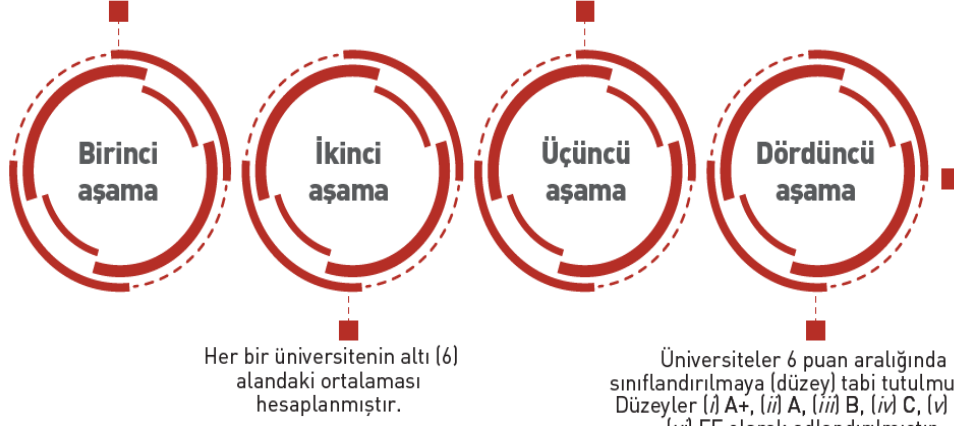 Birinci
aşama
İkinci
aşama
Üçüncü
aşama
Dördüncü
aşama
Her bir üniversitenin altı (6)
alandaki ortalaması
hesaplanmıştır.
Üniversiteler 6 puan aralığında
sınıflandırılmaya (düzey) tabi tutulmu
Düzeyler (i) A+, (ii) A, (iii) B, (iv) C, (v)